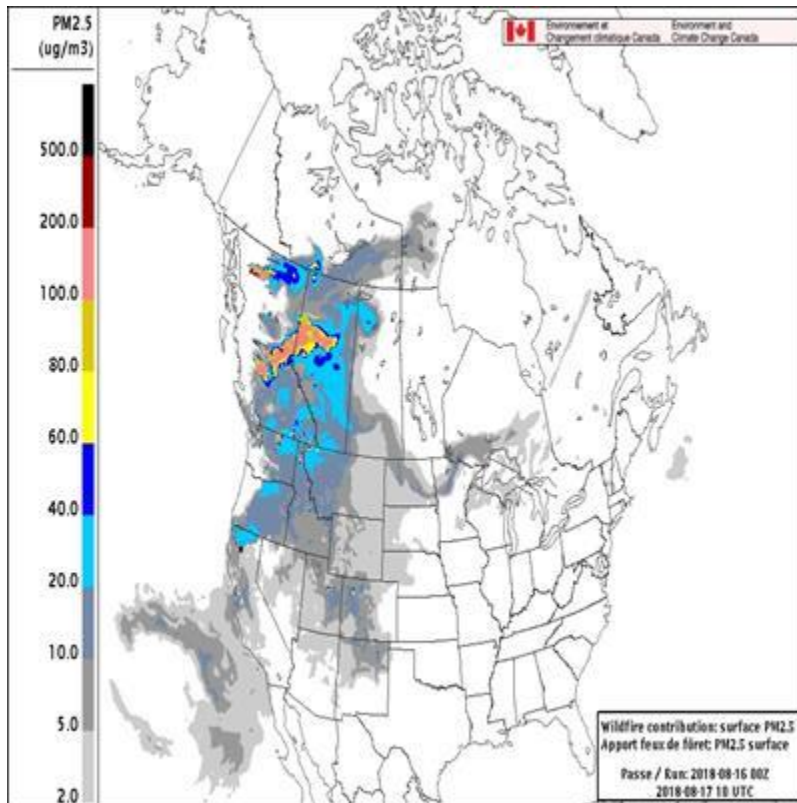 PM2.5
(ug/m3)
500.0
200.0
100.0
80.0
60.0
40.0
20.0
10.0
5.0
2.0
Environnement et
Changement climatique Canada
Environment and
Climate Change Canada
Wildfire contribution: surface PM2.5
Apport feux de fôret: PM2.5 surface
Passe / Run: 2018-08-16 00Z
2018-08-17 10 UTC